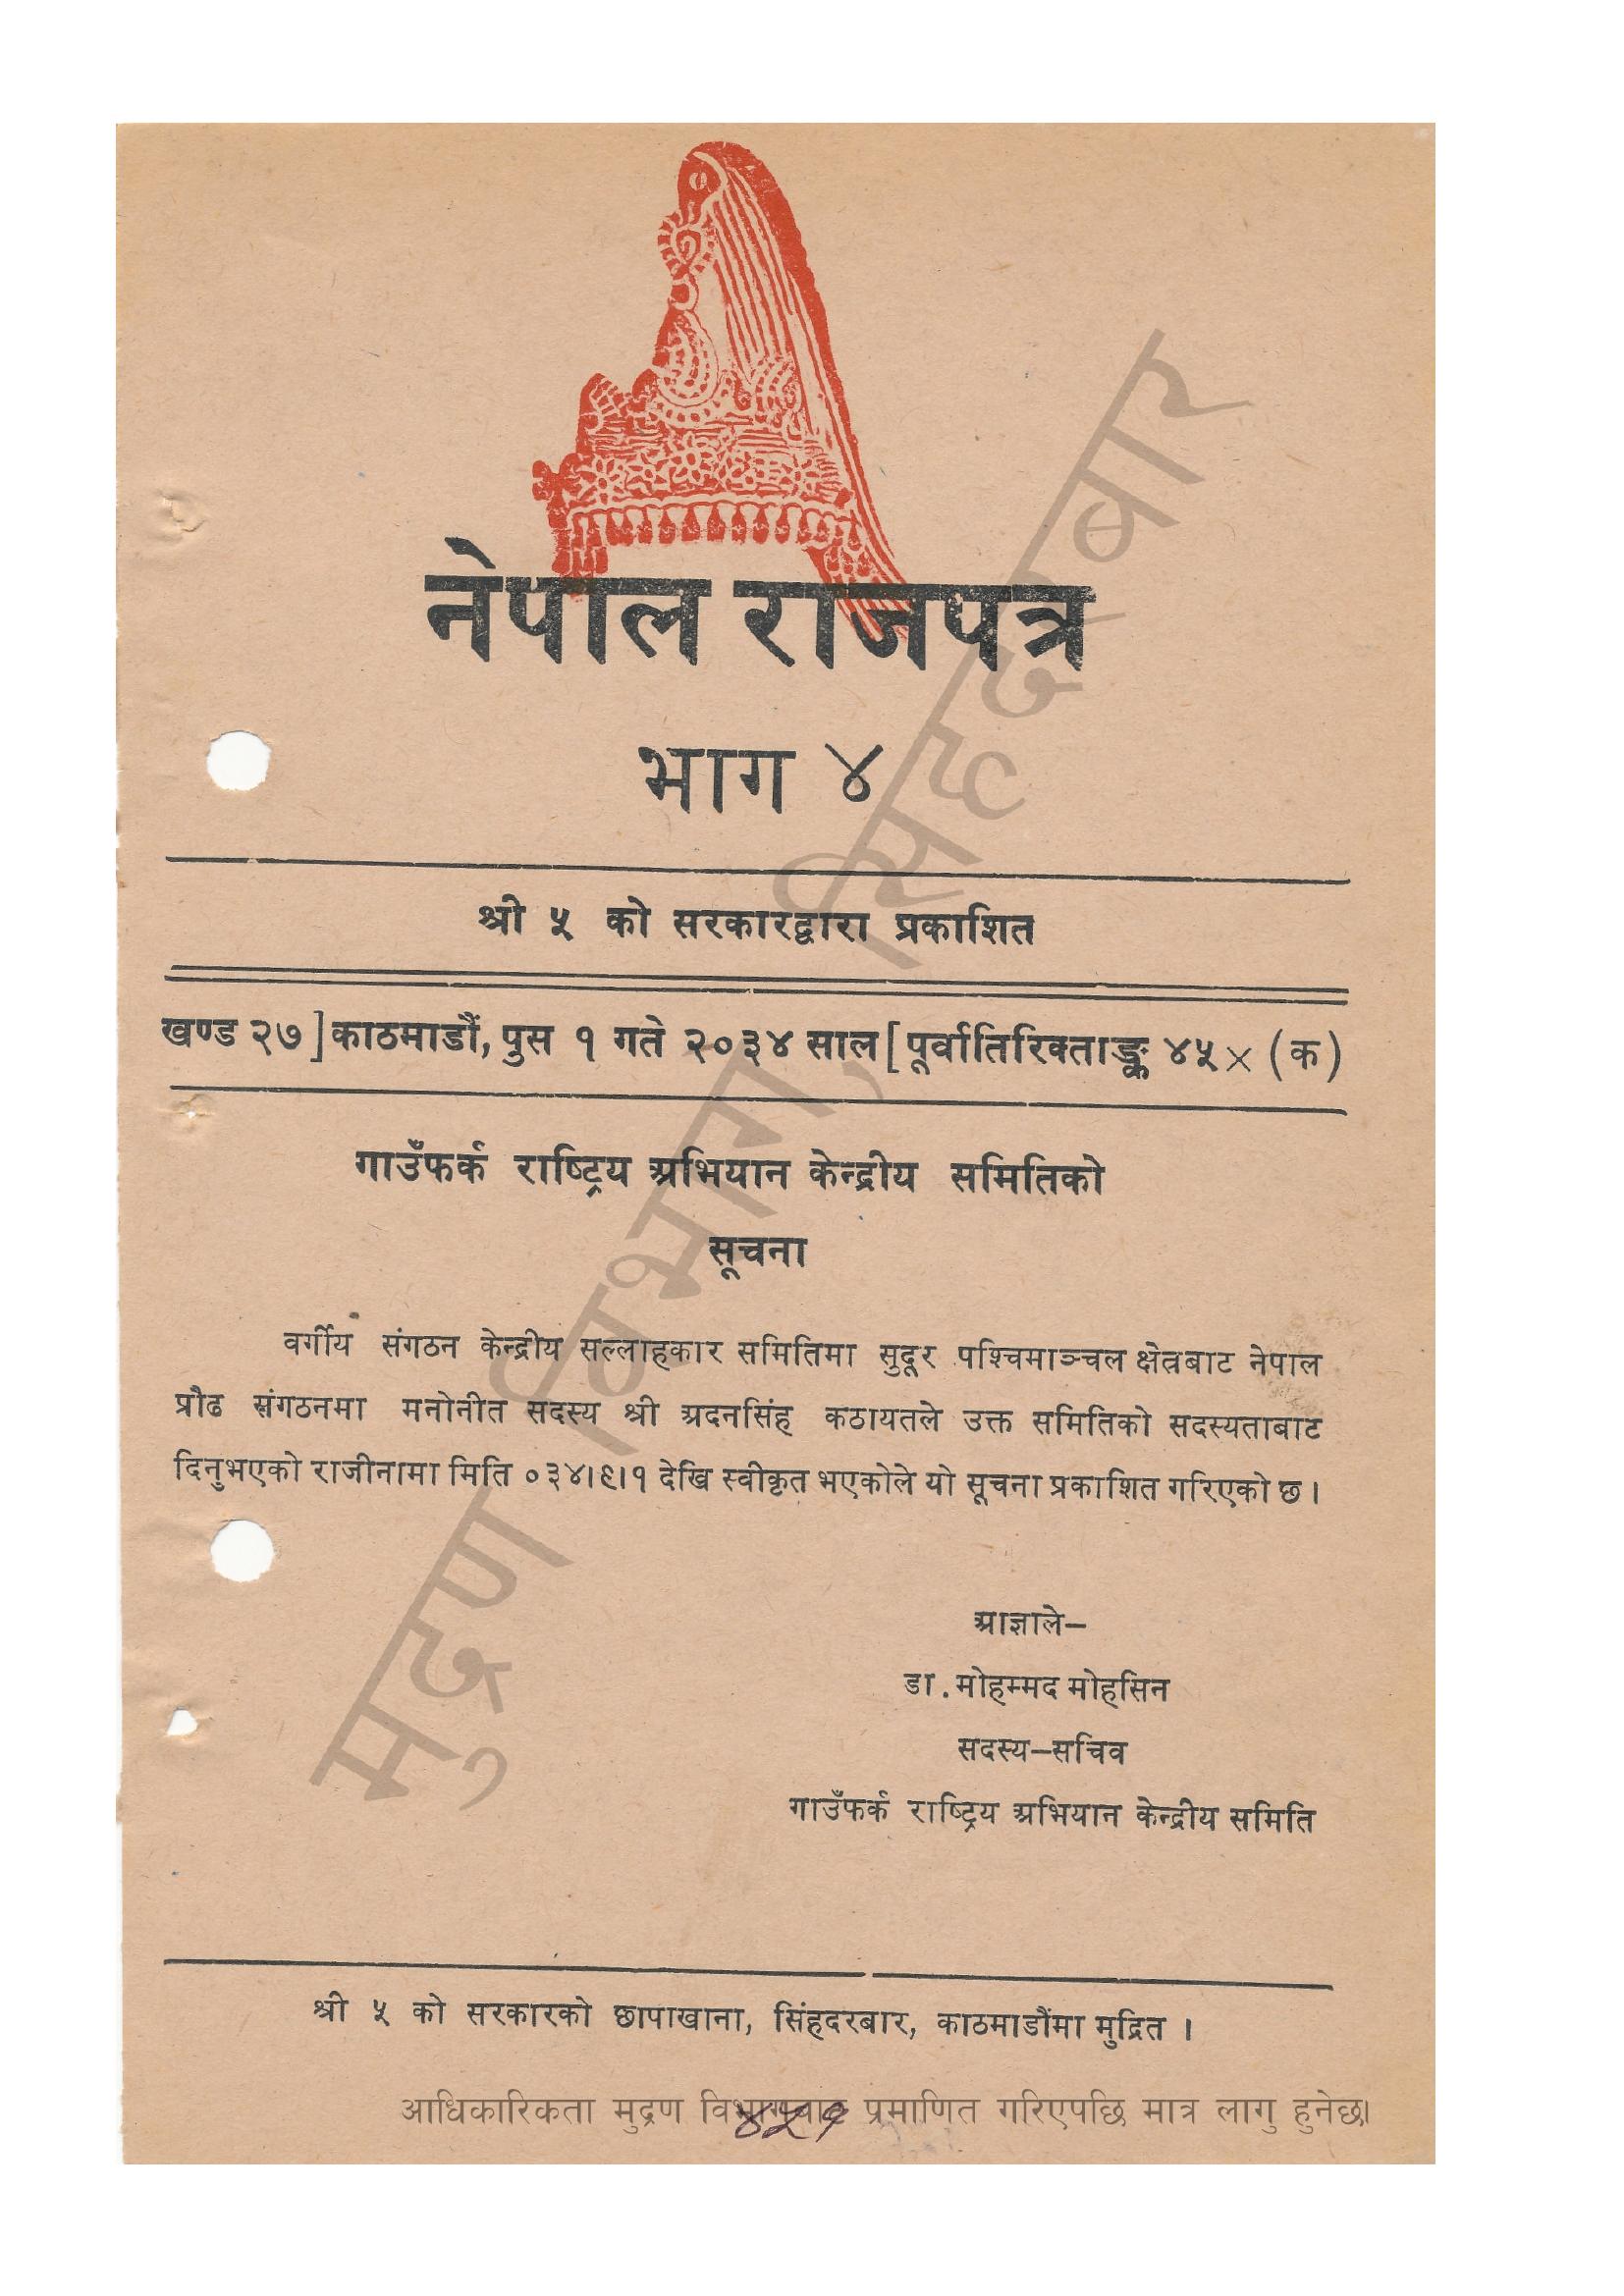 नेपाल राजपत्र
भाग ४
श्री ५ को सरकारद्वारा प्रकाशित
खण्ड २७] काठमाडौं, पुस १ गते २०३४ साल [पूर्वातिरिक्ताङ्क ४५× (क)
गाउँफर्क राष्ट्रिय अभियान केन्द्रीय समितिको
सूचना
वर्गीय संगठन केन्द्रीय सल्लाहकार समितिमा सुदूर पश्चिमाञ्चल क्षेत्रबाट नेपाल
प्रौढ संगठनमा मनोनीत सदस्य श्री अदनसिंह कठायतले उक्त समितिको सदस्यताबाट
दिनुभएको राजीनामा मिति ०३४।९।१ देखि स्वीकृत भएकोले यो सूचना प्रकाशित गरिएको छ ।
आज्ञाले–
डा. मोहम्मद मोहसिन
सदस्य–सचिव
गाउँफर्क राष्ट्रिय अभियान केन्द्रीय समिति
श्री ५ को सरकारको छापाखाना, सिंहदरबार, काठमाडौंमा मुद्रित ।
आधिकारिकता मुद्रण विभागबाट प्रमाणित गरिएपछि मात्र लागु हुनेछ।
मुद्रण विभाग, सिंहदरबार